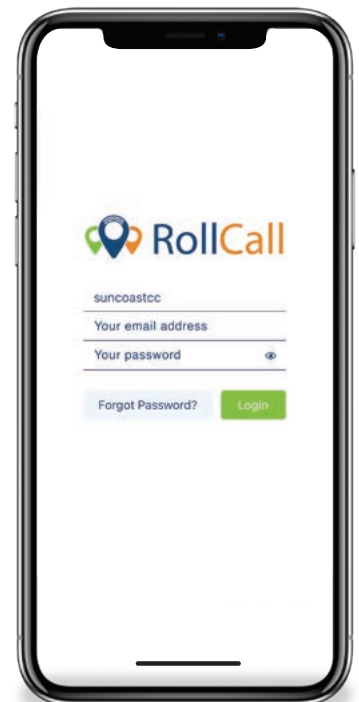 RollCall
suncoastcc
Your email address
Your password
Forgot Password?
Login